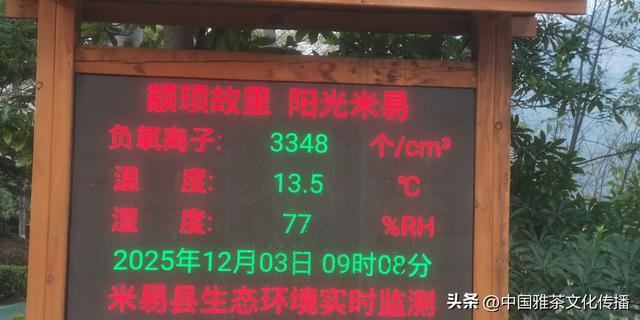 颛顼故里 阳光米易
负氧离子: 3348 个/cm³
温 度: 13.5 ℃
湿 度: 77 %RH
2025年12月03日 09时08分
米易县生态环境实时监测
头条 @中国雅茶文化传播